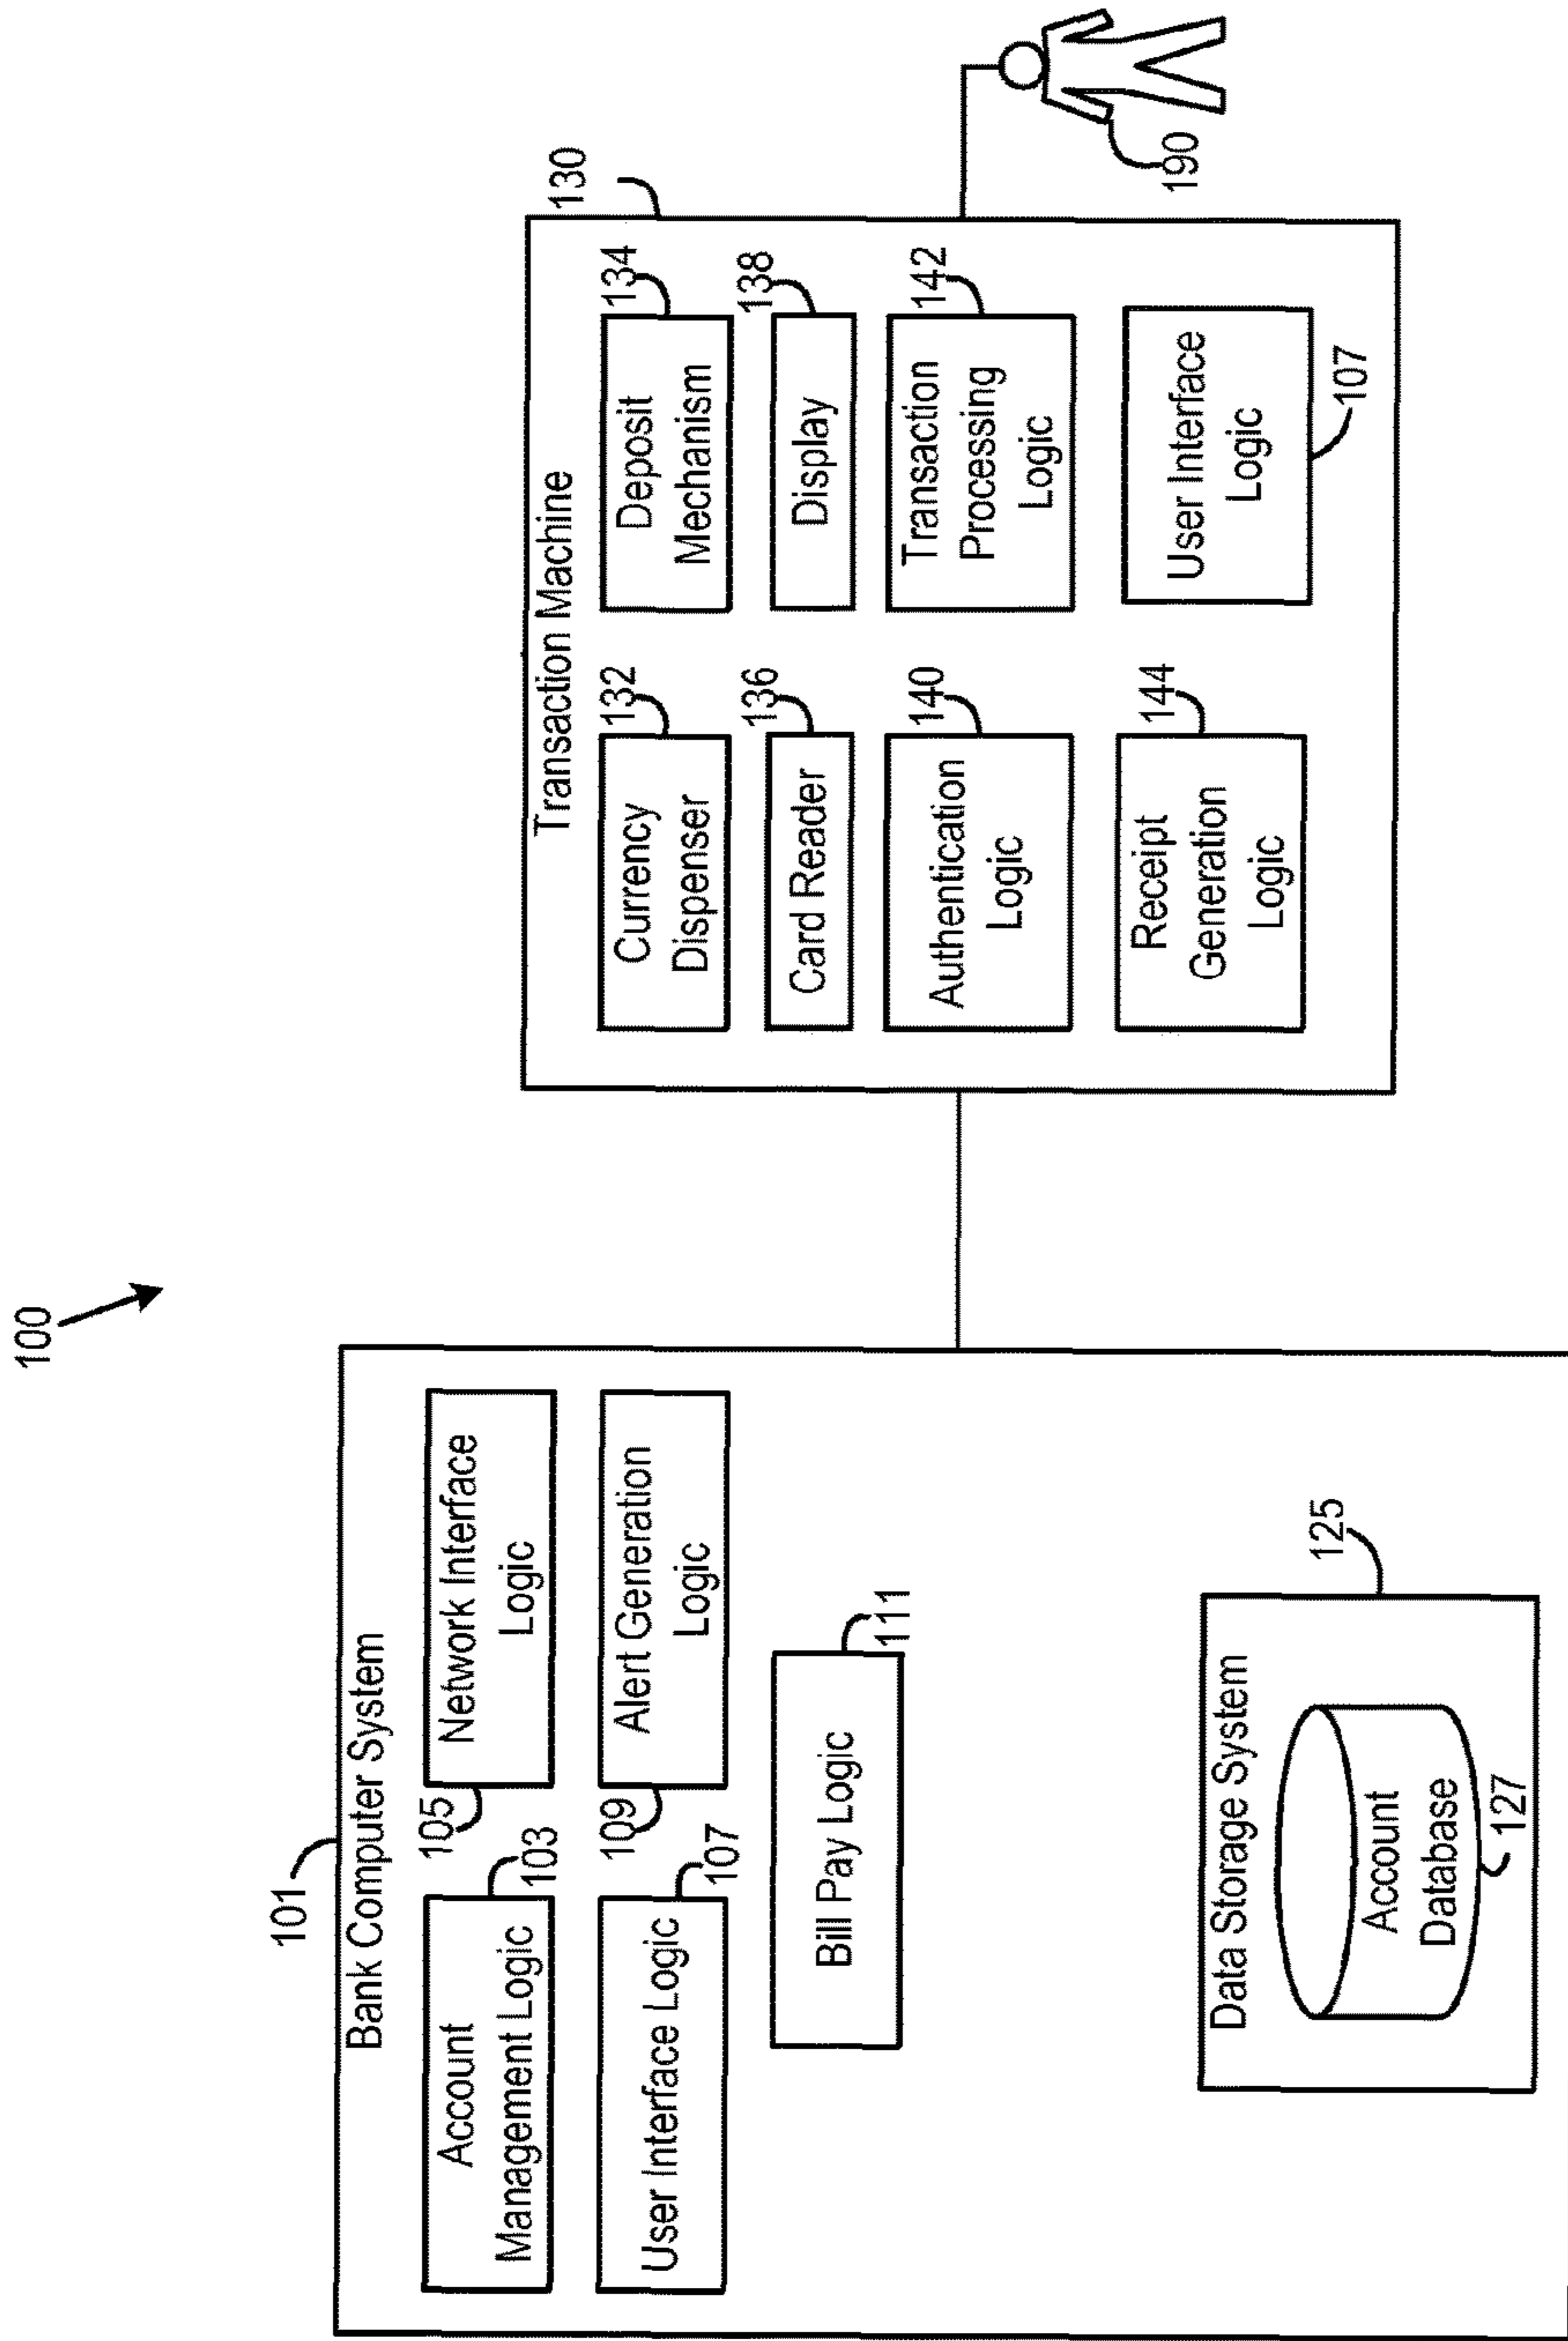 100
101
Bank Computer System
Account
Management Logic
103
105
Network Interface
Logic
User Interface Logic
107
109
Alert Generation
Logic
Bill Pay Logic
111
Data Storage System
125
Account
Database
127
Transaction Machine
130
Currency
Dispenser
132
Deposit
Mechanism
134
Card Reader
136
Display
138
Authentication
Logic
140
Transaction
Processing
Logic
142
Receipt
Generation
Logic
144
User Interface
Logic
107
190